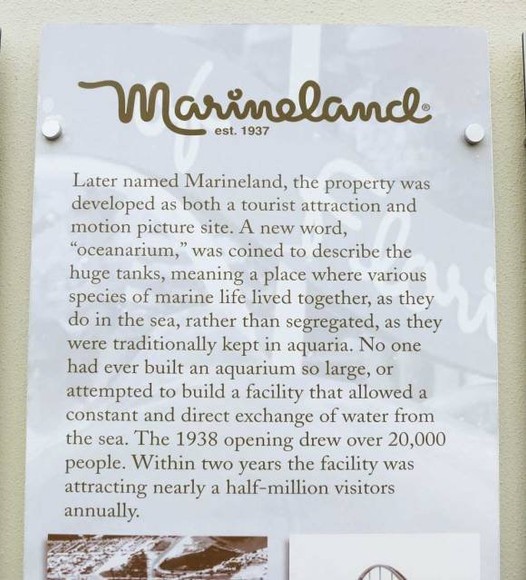 Marineland®
est. 1937
Later named Marineland, the property was
developed as both a tourist attraction and
motion picture site. A new word,
“oceanarium,” was coined to describe the
huge tanks, meaning a place where various
species of marine life lived together, as they
do in the sea, rather than segregated, as they
were traditionally kept in aquaria. No one
had ever built an aquarium so large, or
attempted to build a facility that allowed a
constant and direct exchange of water from
the sea. The 1938 opening drew over 20,000
people. Within two years the facility was
attracting nearly a half-million visitors
annually.